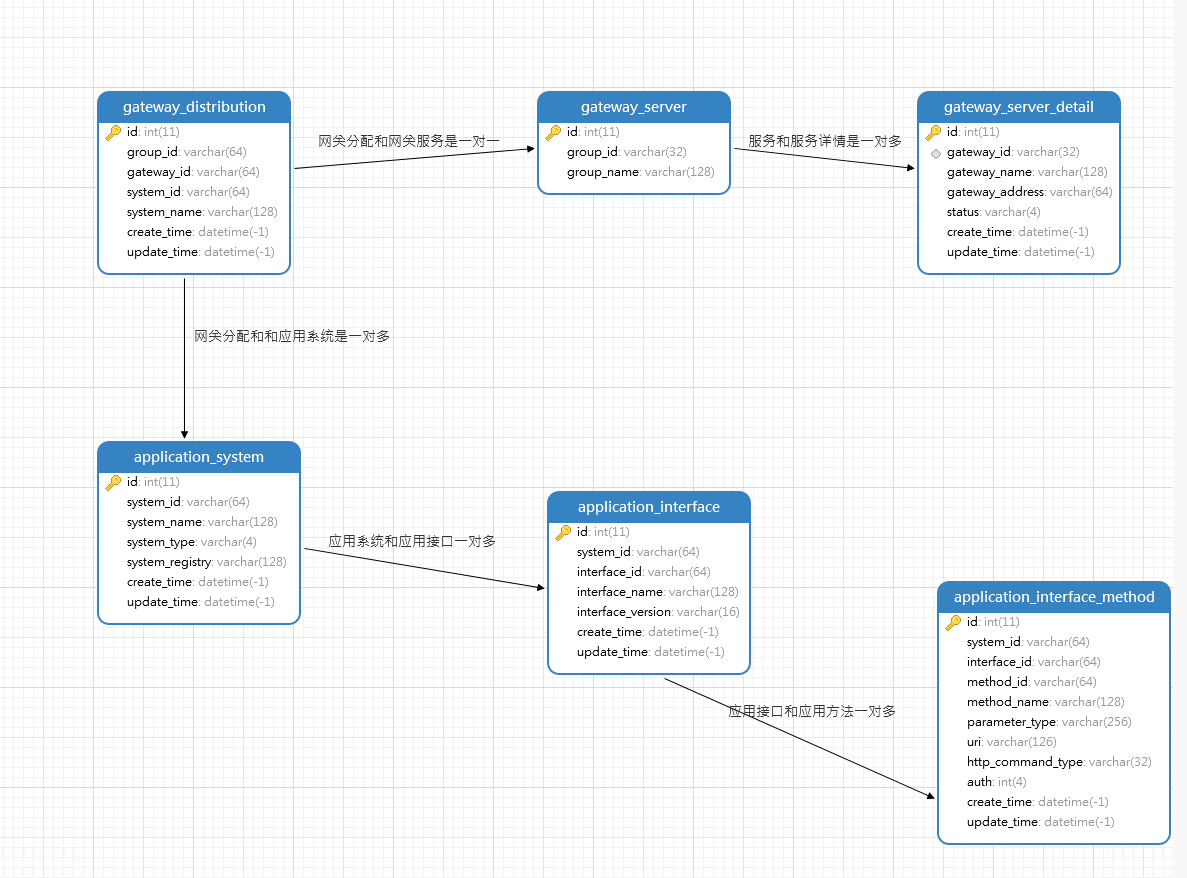 gateway_distribution
id: int(11)
group_id: varchar(64)
gateway_id: varchar(64)
system_id: varchar(64)
system_name: varchar(128)
create_time: datetime(-1)
update_time: datetime(-1)
网关分配和网关服务是一对一
gateway_server
id: int(11)
group_id: varchar(32)
group_name: varchar(128)
服务和服务详情是一对多
gateway_server_detail
id: int(11)
gateway_id: varchar(32)
gateway_name: varchar(128)
gateway_address: varchar(64)
status: varchar(4)
create_time: datetime(-1)
update_time: datetime(-1)
网关分配和和应用系统是一对多
application_system
id: int(11)
system_id: varchar(64)
system_name: varchar(128)
system_type: varchar(4)
system_registry: varchar(128)
create_time: datetime(-1)
update_time: datetime(-1)
应用系统和应用接口一对多
application_interface
id: int(11)
system_id: varchar(64)
interface_id: varchar(64)
interface_name: varchar(128)
interface_version: varchar(16)
create_time: datetime(-1)
update_time: datetime(-1)
应用接口和应用方法一对多
application_interface_method
id: int(11)
system_id: varchar(64)
interface_id: varchar(64)
method_id: varchar(64)
method_name: varchar(128)
parameter_type: varchar(256)
uri: varchar(126)
http_command_type: varchar(32)
auth: int(4)
create_time: datetime(-1)
update_time: datetime(-1)